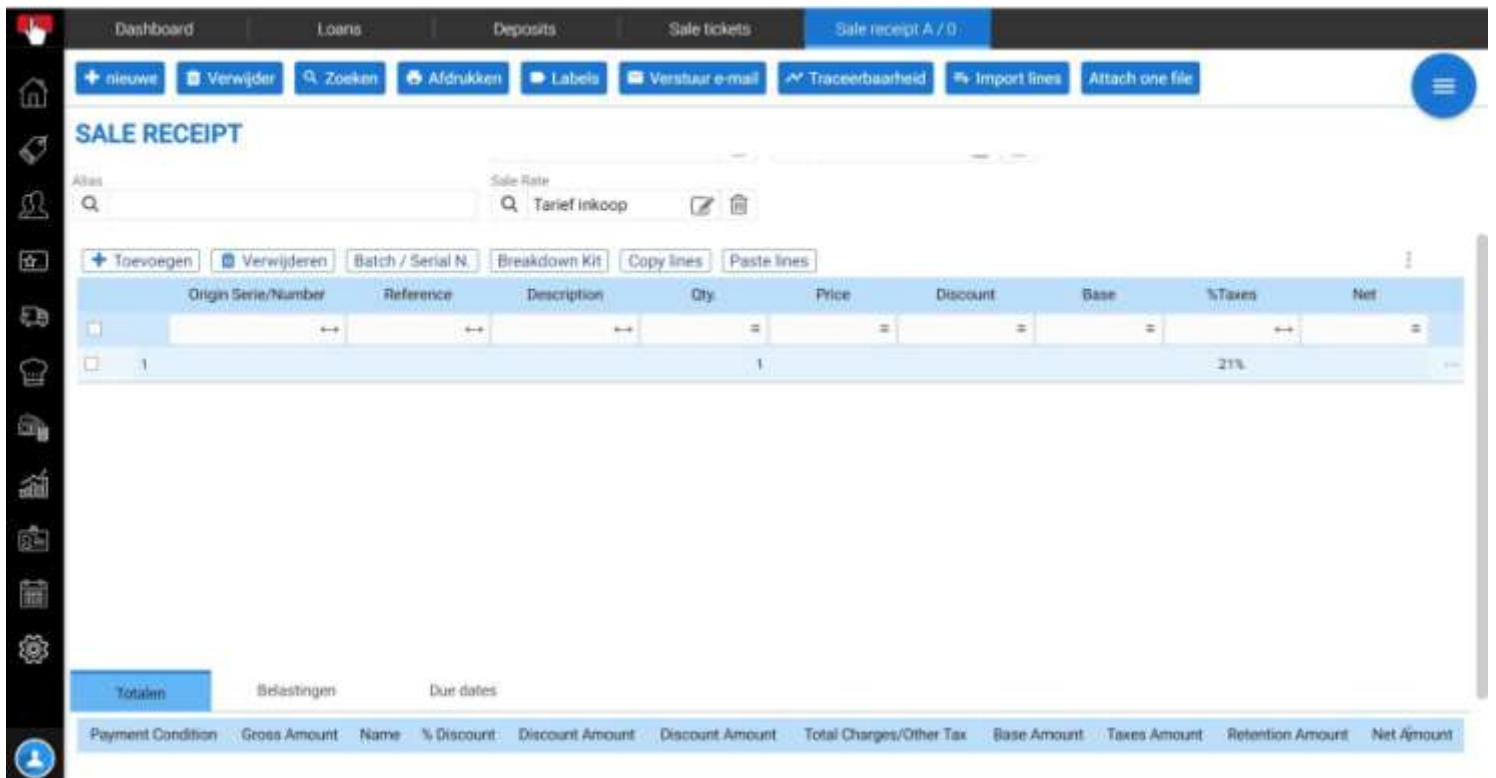 Dashboard Loans Deposits Sale tickets Sale receipt A / 0
nieuwe Verwijder Zoeken Afdrukken Labels Verstuur e-mail Traceerbaarheid Import lines Attach one file
SALE RECEIPT
Alias Sale Rate
Tarief inkoop
Toevoegen Verwijderen Batch / Serial N. Breakdown Kit Copy lines Paste lines
Origin Serie/Number Reference Description Qty. Price Discount Base %Taxes Net
1 1 21%
Totalen Belastingen Due dates
Payment Condition Gross Amount Name % Discount Discount Amount Discount Amount Total Charges/Other Tax Base Amount Taxes Amount Retention Amount Net Amount